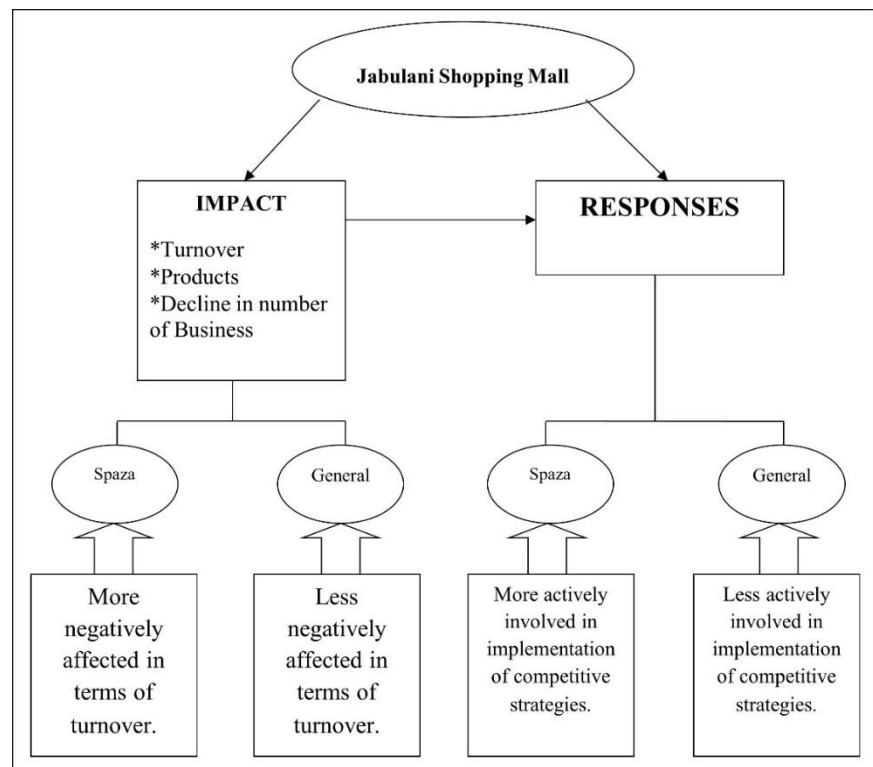 Jabulani Shopping Mall
IMPACT
*Turnover
*Products
*Decline in number
of Business
RESPONSES
Spaza
General
Spaza
General
More
negatively
affected in
terms of
turnover.
Less
negatively
affected in
terms of
turnover.
More actively
involved in
implementation
of competitive
strategies.
Less actively
involved in
implementation
of competitive
strategies.